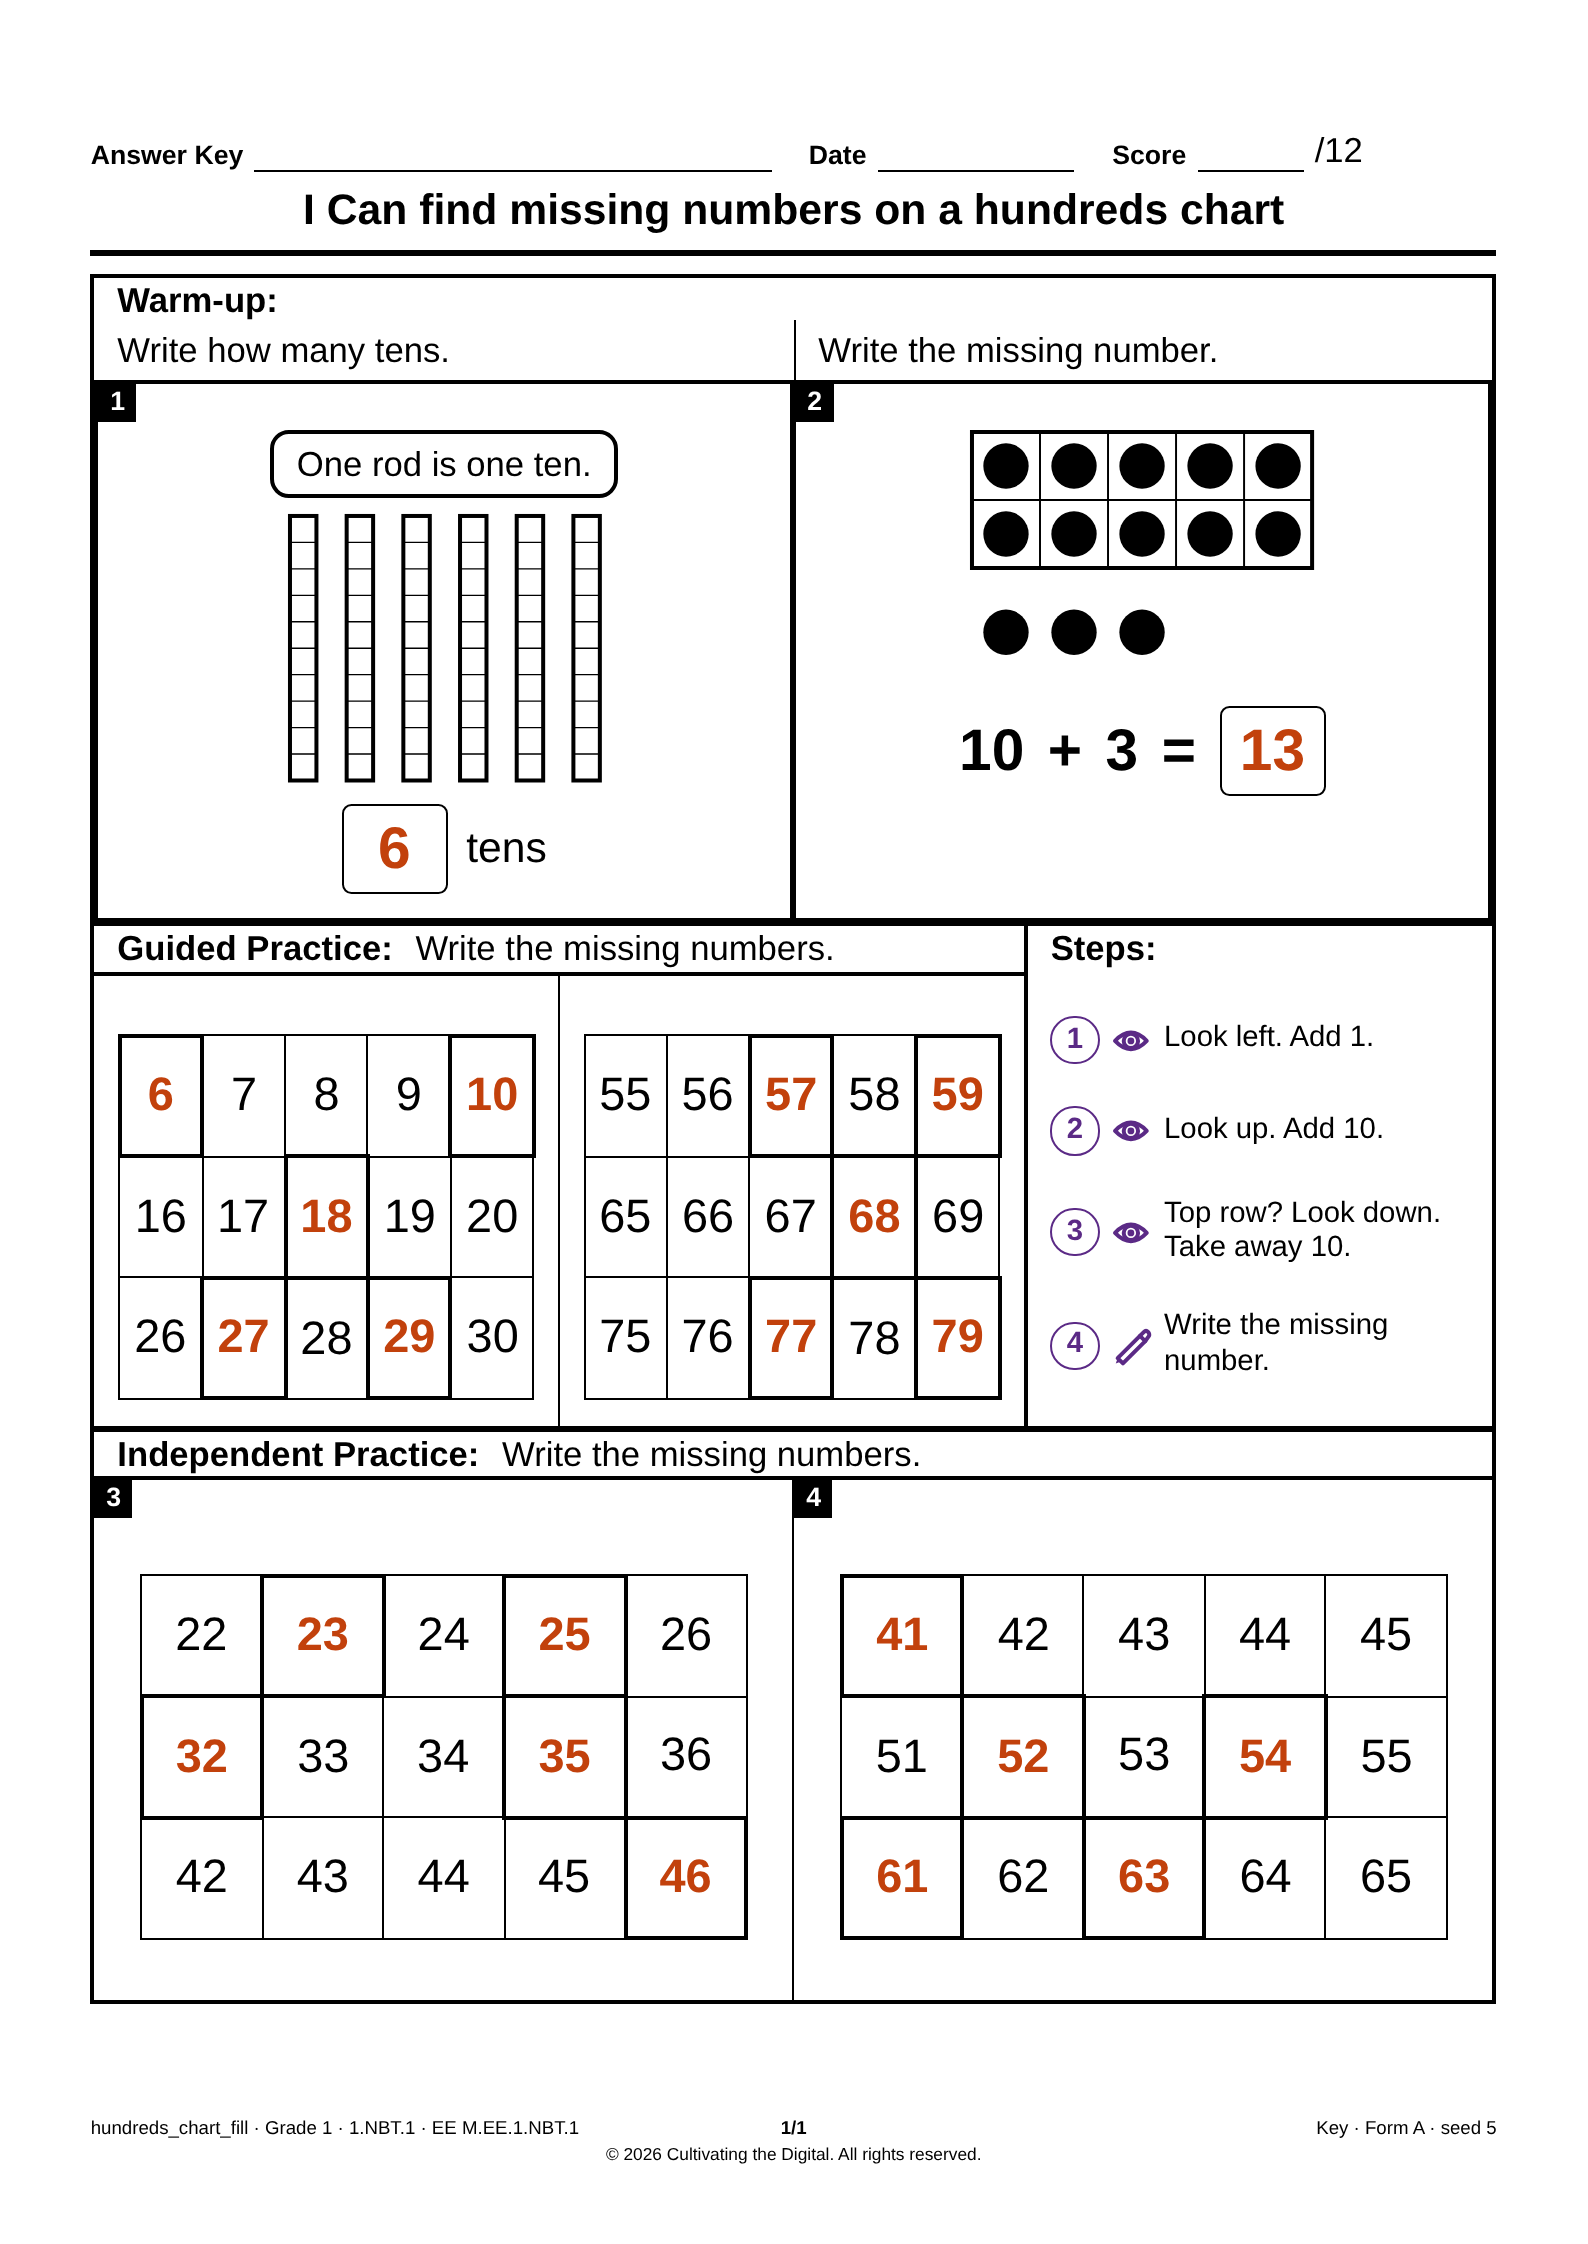 Answer Key Date Score /12
I Can find missing numbers on a hundreds chart
Warm-up:
Write how many tens.
Write the missing number.
1
One rod is one ten.
6 tens
2
10 + 3 = 13
Guided Practice: Write the missing numbers.
6 7 8 9 10
16 17 18 19 20
26 27 28 29 30
55 56 57 58 59
65 66 67 68 69
75 76 77 78 79
Steps:
1 Look left. Add 1.
2 Look up. Add 10.
3 Top row? Look down.
Take away 10.
4 Write the missing
number.
Independent Practice: Write the missing numbers.
3
22 23 24 25 26
32 33 34 35 36
42 43 44 45 46
4
41 42 43 44 45
51 52 53 54 55
61 62 63 64 65
hundreds_chart_fill · Grade 1 · 1.NBT.1 · EE M.EE.1.NBT.1 1/1 Key · Form A · seed 5
© 2026 Cultivating the Digital. All rights reserved.